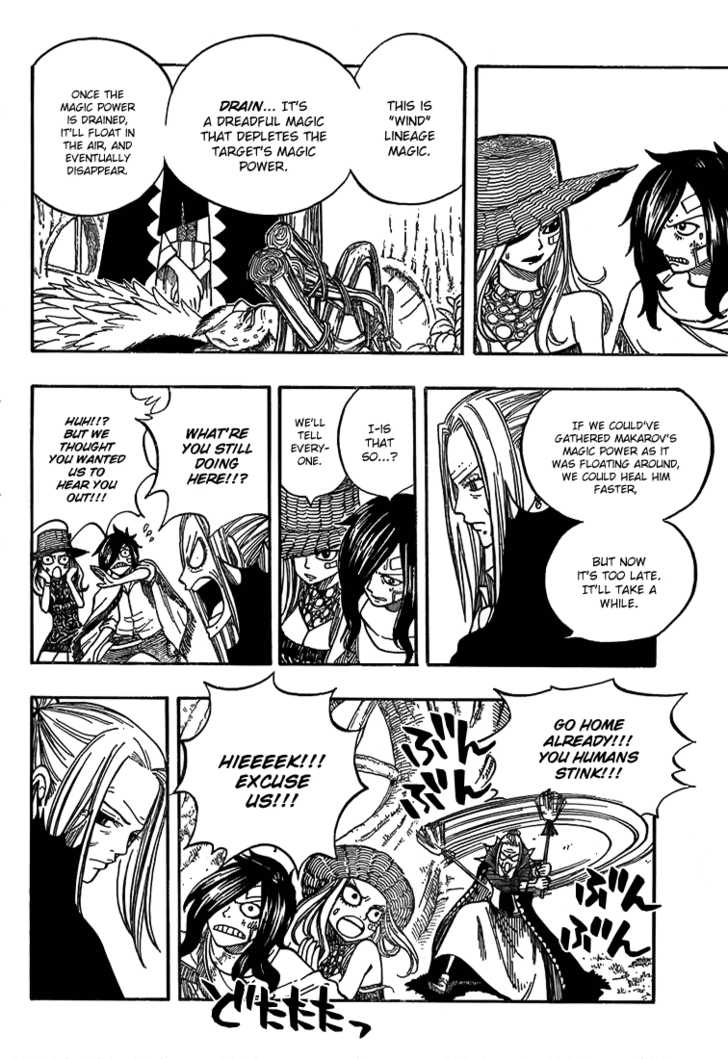 THIS IS
"WIND"
LINEAGE
MAGIC.
DRAIN... IT'S
A DREADFUL MAGIC
THAT DEPLETES THE
TARGET'S MAGIC
POWER.
ONCE THE
MAGIC POWER
IS DRAINED,
IT'LL FLOAT IN
THE AIR, AND
EVENTUALLY
DISAPPEAR.
IF WE COULD'VE
GATHERED MAKAROV'S
MAGIC POWER AS IT
WAS FLOATING AROUND,
WE COULD HEAL HIM
FASTER,
BUT NOW
IT'S TOO LATE.
IT'LL TAKE A
WHILE.
I-IS
THAT
SO...?
WE'LL
TELL
EVERY-
ONE.
WHAT'RE
YOU STILL
DOING
HERE!!?
HUH!!?
BUT WE
THOUGHT
YOU WANTED
US TO
HEAR YOU
OUT!!!
GO HOME
ALREADY!!!
YOU HUMANS
STINK!!!
ぶんぶん
ぶんぶん
HIEEEEK!!!
EXCUSE
US!!!
どたたたっ